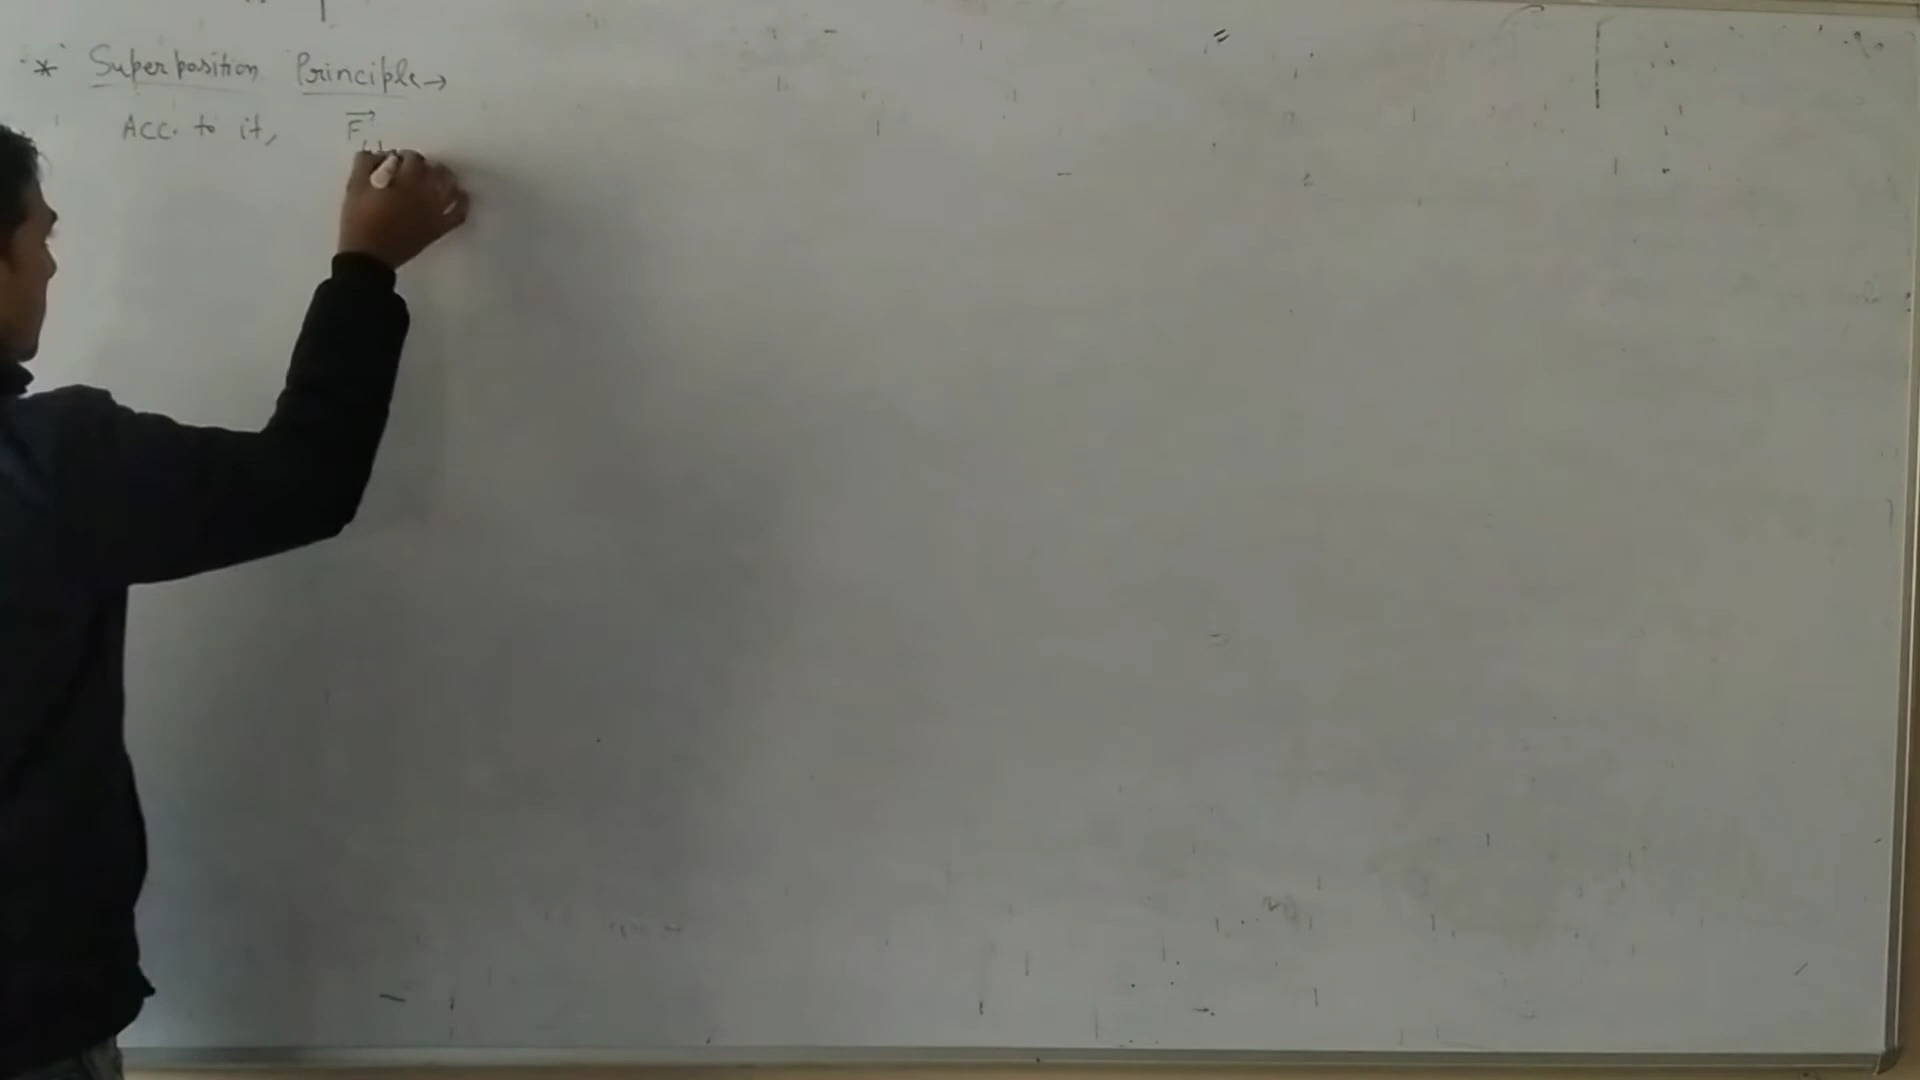 * Superposition Principle →
Acc. to it, F⃗